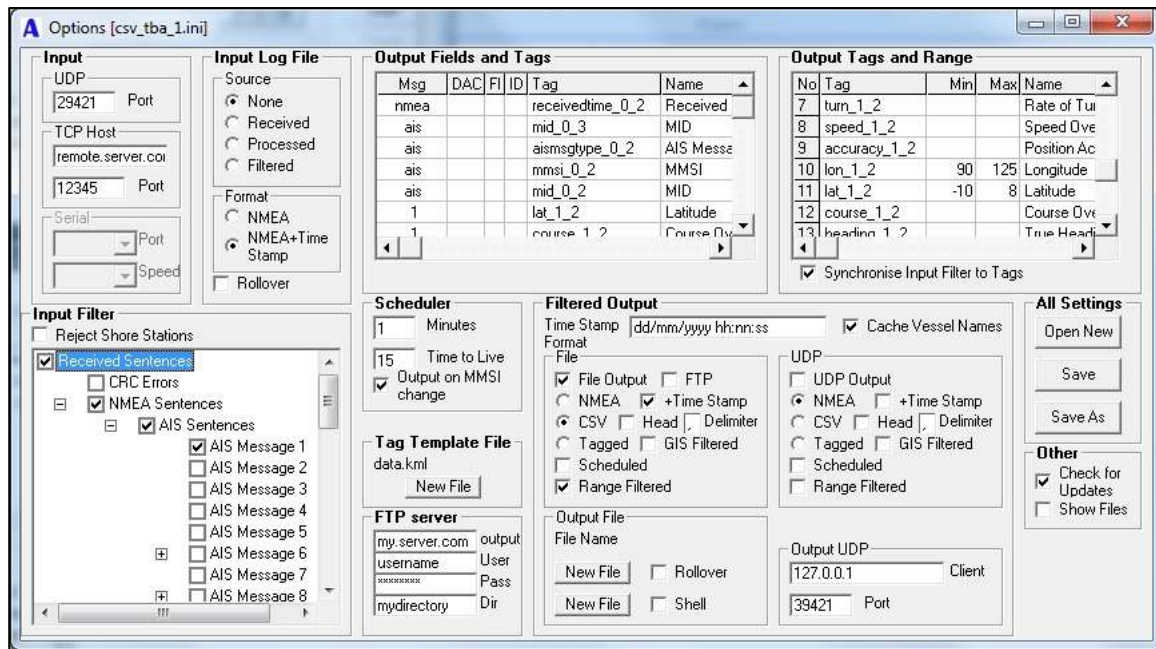 Options [csv_tba_1.ini]
Input
UDP
29421 Port
TCP Host
remote.server.coi
12345 Port
Serial
Port
Speed
Input Log File
Source
None
Received
Processed
Filtered
Format
NMEA
NMEA+Time
Stamp
Rollover
Output Fields and Tags
Msg DAC FI ID Tag Name
nmea receivedtime_0_2 Received
ais mid_0_3 MID
ais aismsgtype_0_2 AIS Messa
ais mmsi_0_2 MMSI
ais mid_0_2 MID
1 lat_1_2 Latitude
1 course_1_2 Course Ov
Output Tags and Range
No Tag Min Max Name
7 turn_1_2 Rate of Tui
8 speed_1_2 Speed Ove
9 accuracy_1_2 Position Ac
10 lon_1_2 90 125 Longitude
11 lat_1_2 -10 8 Latitude
12 course_1_2 Course Ove
13 heading_1_2 True Headi
Synchronise Input Filter to Tags
Input Filter
Reject Shore Stations
Received Sentences
CRC Errors
NMEA Sentences
AIS Sentences
AIS Message 1
AIS Message 2
AIS Message 3
AIS Message 4
AIS Message 5
AIS Message 6
AIS Message 7
AIS Message 8
Scheduler
1 Minutes
15 Time to Live
Output on MMSI
change
Tag Template File
data.kml
New File
FTP server
my.server.com output
username User
xxxxxxxx Pass
mydirectory Dir
Filtered Output
Time Stamp dd/mm/yyyy hh:nn:ss Cache Vessel Names
Format
File
File Output FTP
NMEA +Time Stamp
CSV Head , Delimiter
Tagged GIS Filtered
Scheduled
Range Filtered
UDP
UDP Output
NMEA +Time Stamp
CSV Head , Delimiter
Tagged GIS Filtered
Scheduled
Range Filtered
Output File
File Name
New File Rollover
New File Shell
Output UDP
127.0.0.1 Client
39421 Port
All Settings
Open New
Save
Save As
Other
Check for
Updates
Show Files